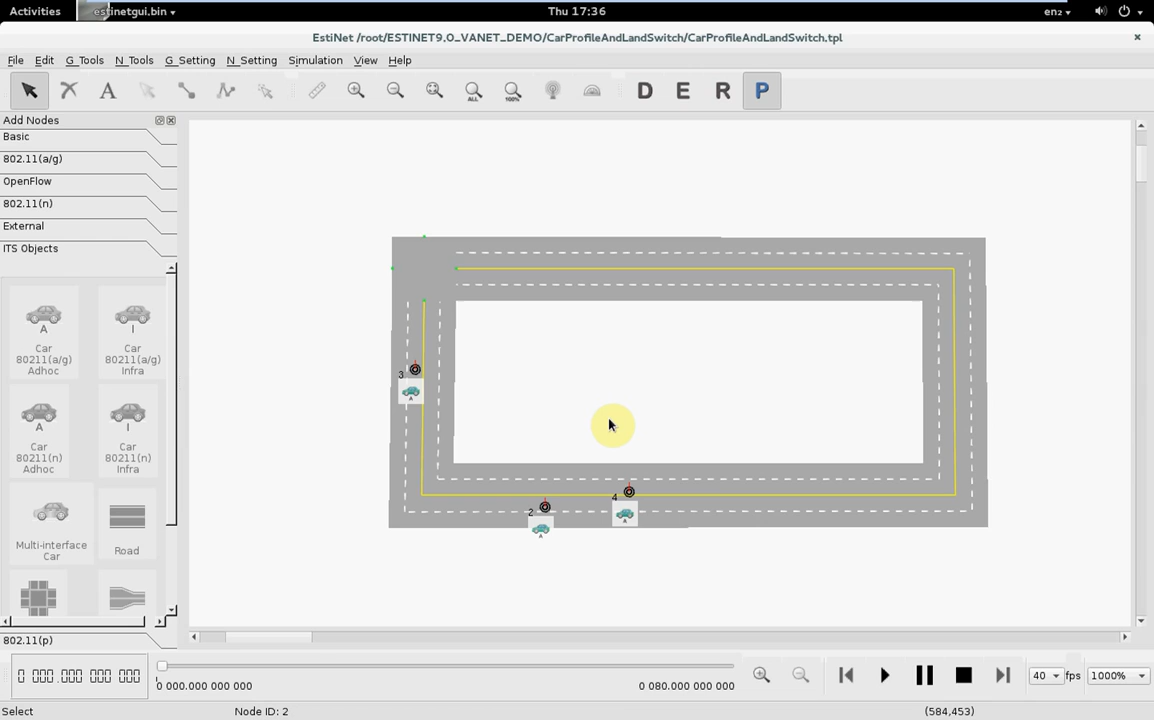 Activities estinetgui.bin Thu 17:36 en₂
EstiNet /root/ESTINET9.0_VANET_DEMO/CarProfileAndLandSwitch/CarProfileAndLandSwitch.tpl
File Edit G_Tools N_Tools G_Setting N_Setting Simulation View Help
A ALL 100% D E R P
Add Nodes
Basic
802.11(a/g)
OpenFlow
802.11(n)
External
ITS Objects
A I
Car Car
80211(a/g) 80211(a/g)
Adhoc Infra
A I
Car Car
80211(n) 80211(n)
Adhoc Infra
Multi-interface Road
Car
802.11(p)
3
A
4
2
A
A
0 000 000 000 000
0 000.000 000 000 0 080.000 000 000
40 fps 1000%
Select Node ID: 2 (584,453)